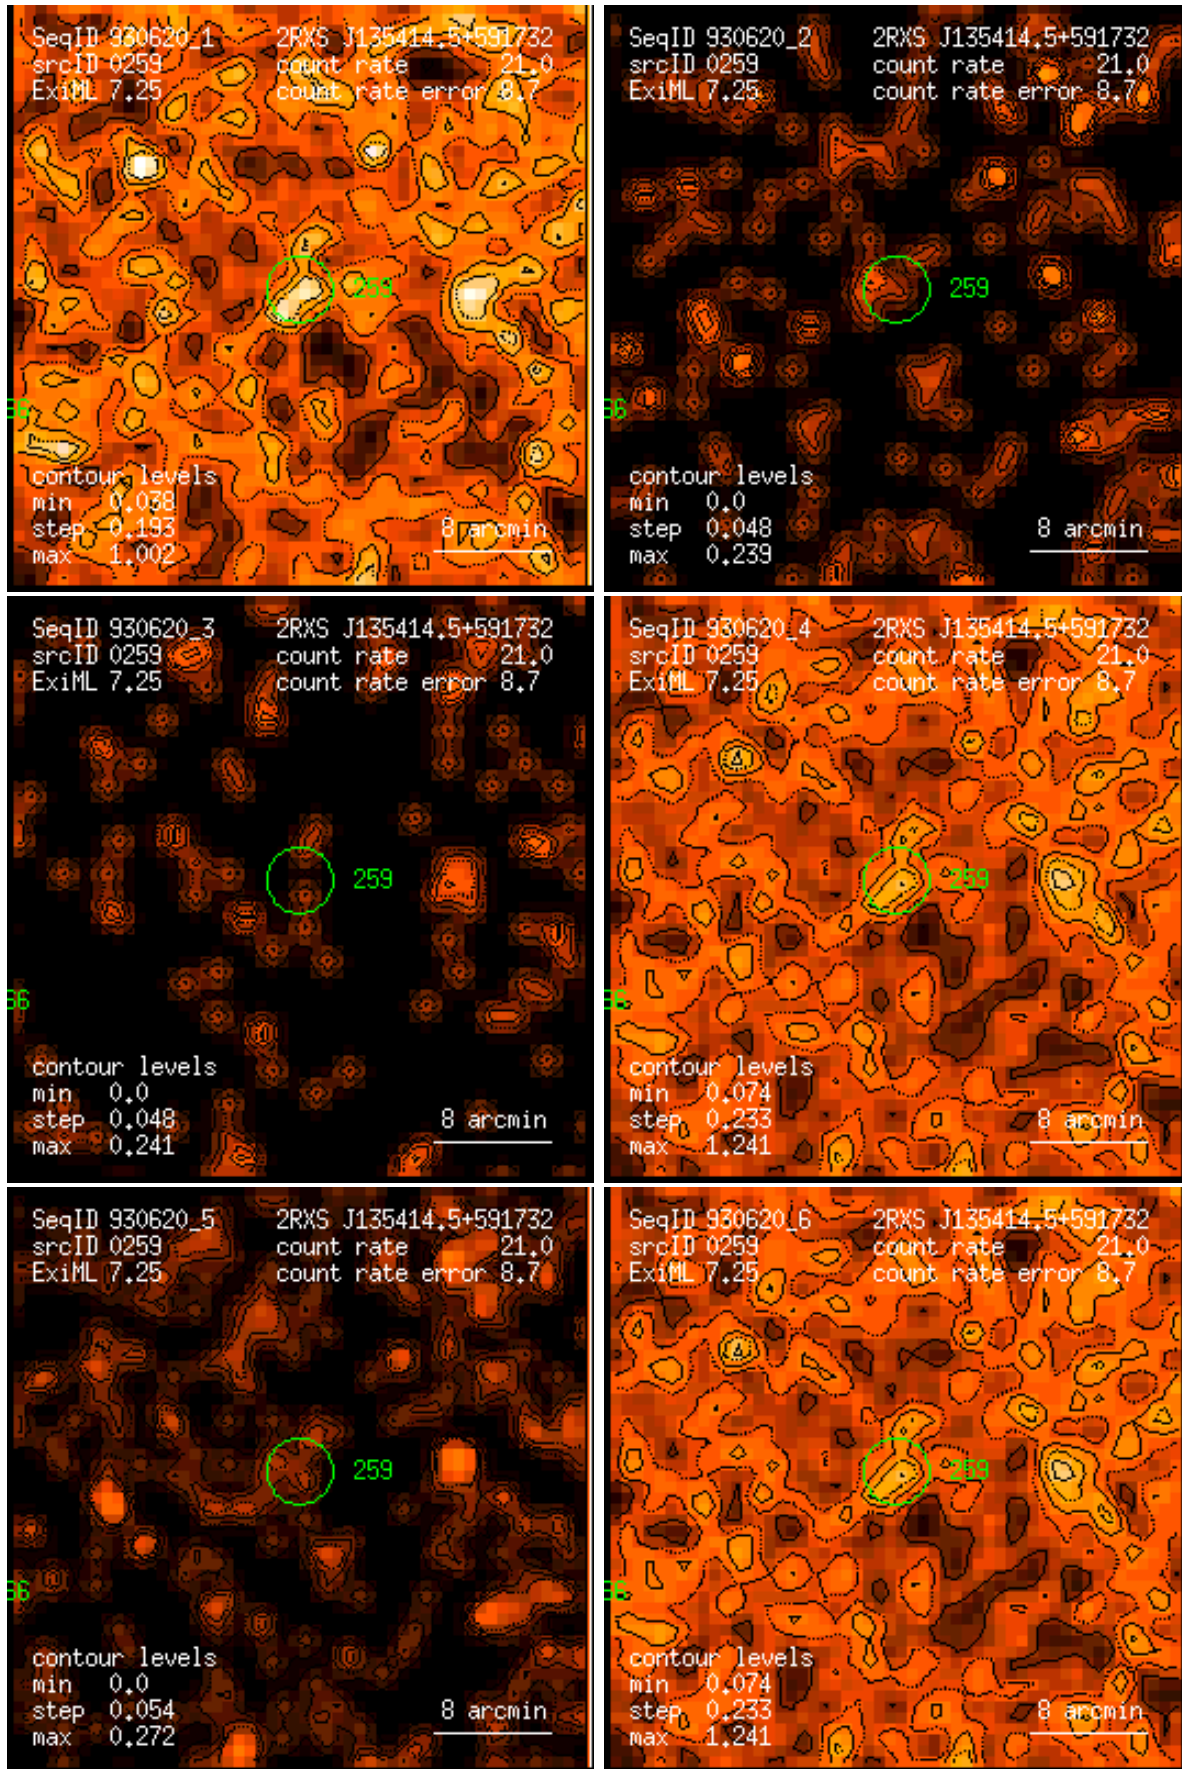 SeqID 930620_1 2RXS J135414.5+591732
srcID 0259 count rate 21.0
ExiML 7.25 count rate error 8.7
259
56
contour levels
min 0.038
step 0.193
max 1.002
8 arcmin
SeqID 930620_2 2RXS J135414.5+591732
srcID 0259 count rate 21.0
ExiML 7.25 count rate error 8.7
259
56
contour levels
min 0.0
step 0.048
max 0.239
8 arcmin
SeqID 930620_3 2RXS J135414.5+591732
srcID 0259 count rate 21.0
ExiML 7.25 count rate error 8.7
259
56
contour levels
min 0.0
step 0.048
max 0.241
8 arcmin
SeqID 930620_4 2RXS J135414.5+591732
srcID 0259 count rate 21.0
ExiML 7.25 count rate error 8.7
259
56
contour levels
min 0.074
step 0.233
max 1.241
8 arcmin
SeqID 930620_5 2RXS J135414.5+591732
srcID 0259 count rate 21.0
ExiML 7.25 count rate error 8.7
259
56
contour levels
min 0.0
step 0.054
max 0.272
8 arcmin
SeqID 930620_6 2RXS J135414.5+591732
srcID 0259 count rate 21.0
ExiML 7.25 count rate error 8.7
259
56
contour levels
min 0.074
step 0.233
max 1.241
8 arcmin